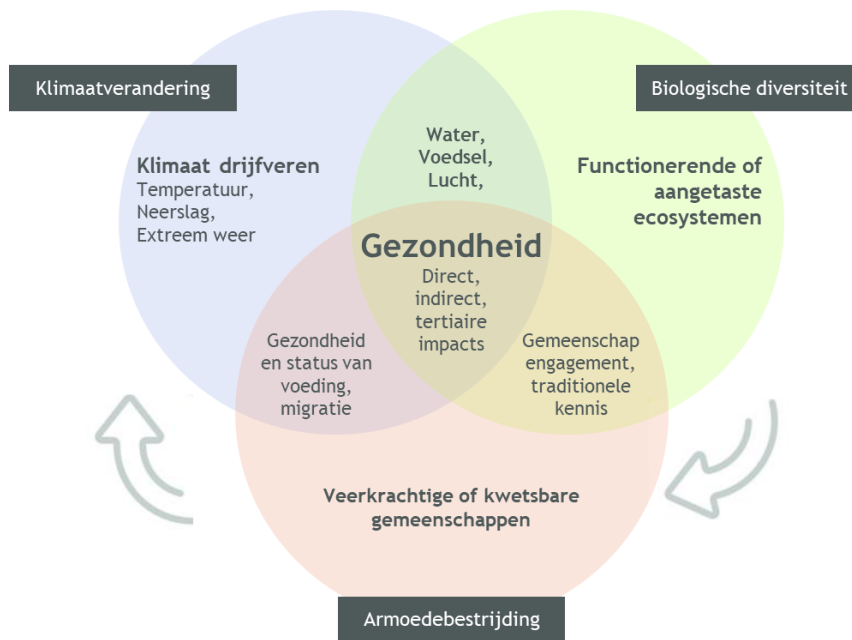 Klimaatverandering
Biologische diversiteit
Klimaat drijfveren
Temperatuur,
Neerslag,
Extreem weer
Water,
Voedsel,
Lucht,
Functionerende of
aangetaste
ecosystemen
Gezondheid
Direct,
indirect,
tertiaire
impacts
Gezondheid
en status van
voeding,
migratie
Gemeenschap
engagement,
traditionele
kennis
Veerkrachtige of kwetsbare
gemeenschappen
Armoedebestrijding